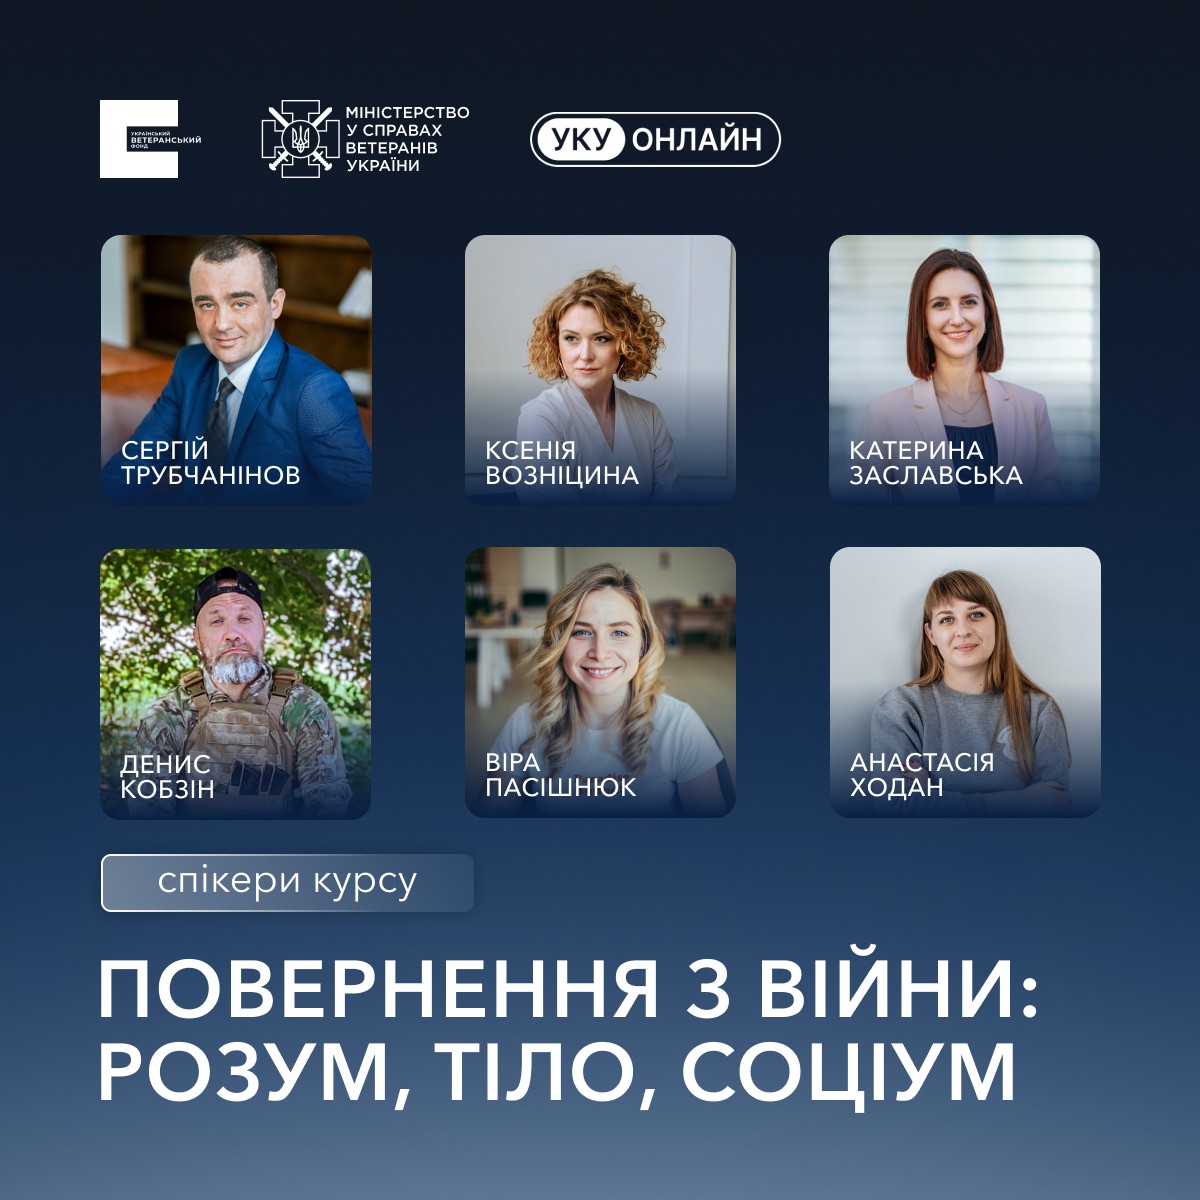 УКРАЇНСЬКИЙ
ВЕТЕРАНСЬКИЙ
ФОНД
МІНІСТЕРСТВО
У СПРАВАХ
ВЕТЕРАНІВ
УКРАЇНИ
УКУ ОНЛАЙН
СЕРГІЙ
ТРУБЧАНІНОВ
КСЕНІЯ
ВОЗНІЦИНА
КАТЕРИНА
ЗАСЛАВСЬКА
ДЕНИС
КОБЗІН
ВІРА
ПАСІШНЮК
АНАСТАСІЯ
ХОДАН
спікери курсу
ПОВЕРНЕННЯ З ВІЙНИ:
РОЗУМ, ТІЛО, СОЦІУМ